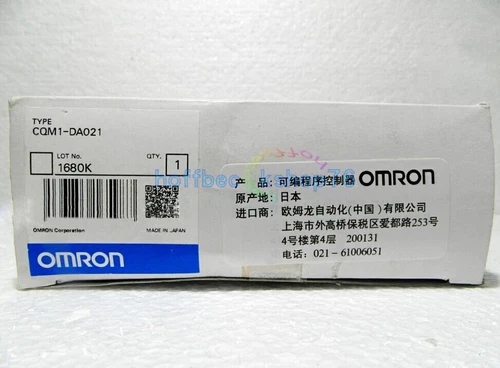 TYPE
CQM1-DA021
LOT No.
1680K
QTY.
1
OMRON Corporation
MADE IN JAPAN
OMRON
产 品：可编程序控制器 OMRON
原产地：日本
进口商：欧姆龙自动化(中国)有限公司
上海市外高桥保税区爱都路253号
4号楼第4层 200131
电话：021-61006051